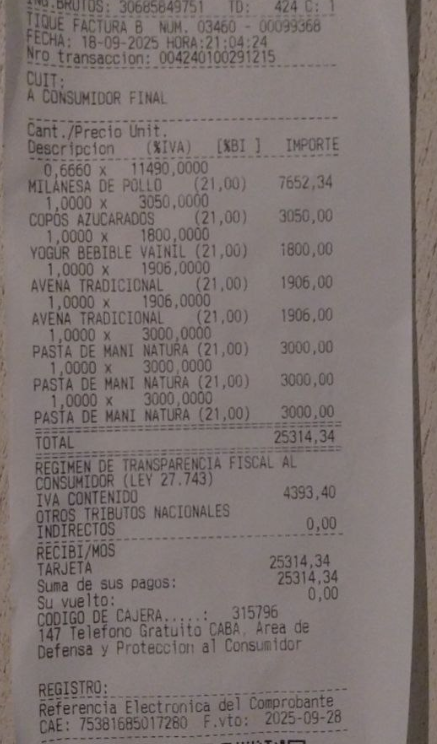 ING.BRUTOS: 30685849751 TD: 424 C: 1
TIQUE FACTURA B NUM. 03460 - 00099368
FECHA: 18-09-2025 HORA:21:04:24
Nro transaccion: 004240100291215
CUIT:
A CONSUMIDOR FINAL
Cant./Precio Unit.
Descripcion (%IVA) [%BI ] IMPORTE
0,6660 x 11490,0000
MILANESA DE POLLO (21,00) 7652,34
1,0000 x 3050,0000
COPOS AZUCARADOS (21,00) 3050,00
1,0000 x 1800,0000
YOGUR BEBIBLE VAINIL (21,00) 1800,00
1,0000 x 1906,0000
AVENA TRADICIONAL (21,00) 1906,00
1,0000 x 1906,0000
AVENA TRADICIONAL (21,00) 1906,00
1,0000 x 3000,0000
PASTA DE MANI NATURA (21,00) 3000,00
1,0000 x 3000,0000
PASTA DE MANI NATURA (21,00) 3000,00
1,0000 x 3000,0000
PASTA DE MANI NATURA (21,00) 3000,00
TOTAL 25314,34
REGIMEN DE TRANSPARENCIA FISCAL AL
CONSUMIDOR (LEY 27.743)
IVA CONTENIDO 4393,40
OTROS TRIBUTOS NACIONALES
INDIRECTOS 0,00
RECIBI/MOS
TARJETA 25314,34
Suma de sus pagos: 25314,34
Su vuelto: 0,00
CODIGO DE CAJERA.....: 315796
147 Telefono Gratuito CABA, Area de
Defensa y Proteccion al Consumidor
REGISTRO:
Referencia Electronica del Comprobante
CAE: 75381685017280 F.vto: 2025-09-28